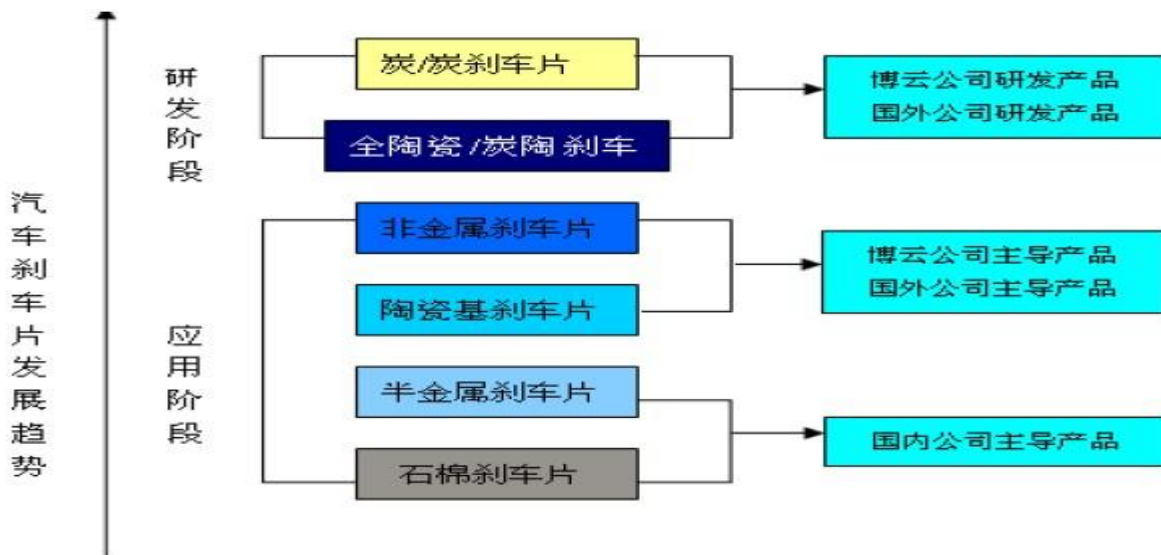 汽车刹车片发展趋势
研发阶段
炭/炭刹车片
全陶瓷/炭陶刹车
博云公司研发产品
国外公司研发产品
应用阶段
非金属刹车片
陶瓷基刹车片
博云公司主导产品
国外公司主导产品
半金属刹车片
石棉刹车片
国内公司主导产品